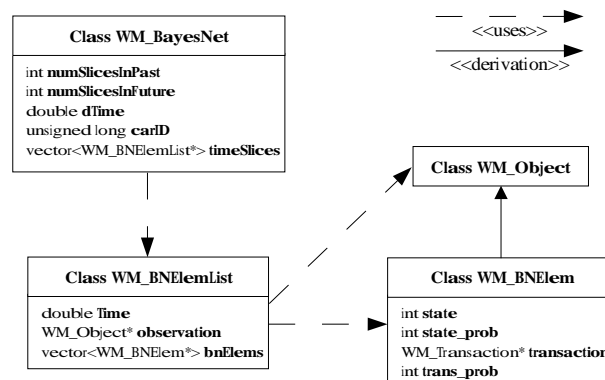 Class WM_BayesNet
int numSlicesInPast
int numSlicesInFuture
double dTime
unsigned long carID
vector<WM_BNElemList*> timeSlices
<<uses>>
<<derivation>>
Class WM_Object
Class WM_BNElemList
double Time
WM_Object* observation
vector<WM_BNElem*> bnElems
Class WM_BNElem
int state
int state_prob
WM_Transaction* transaction
int trans_prob